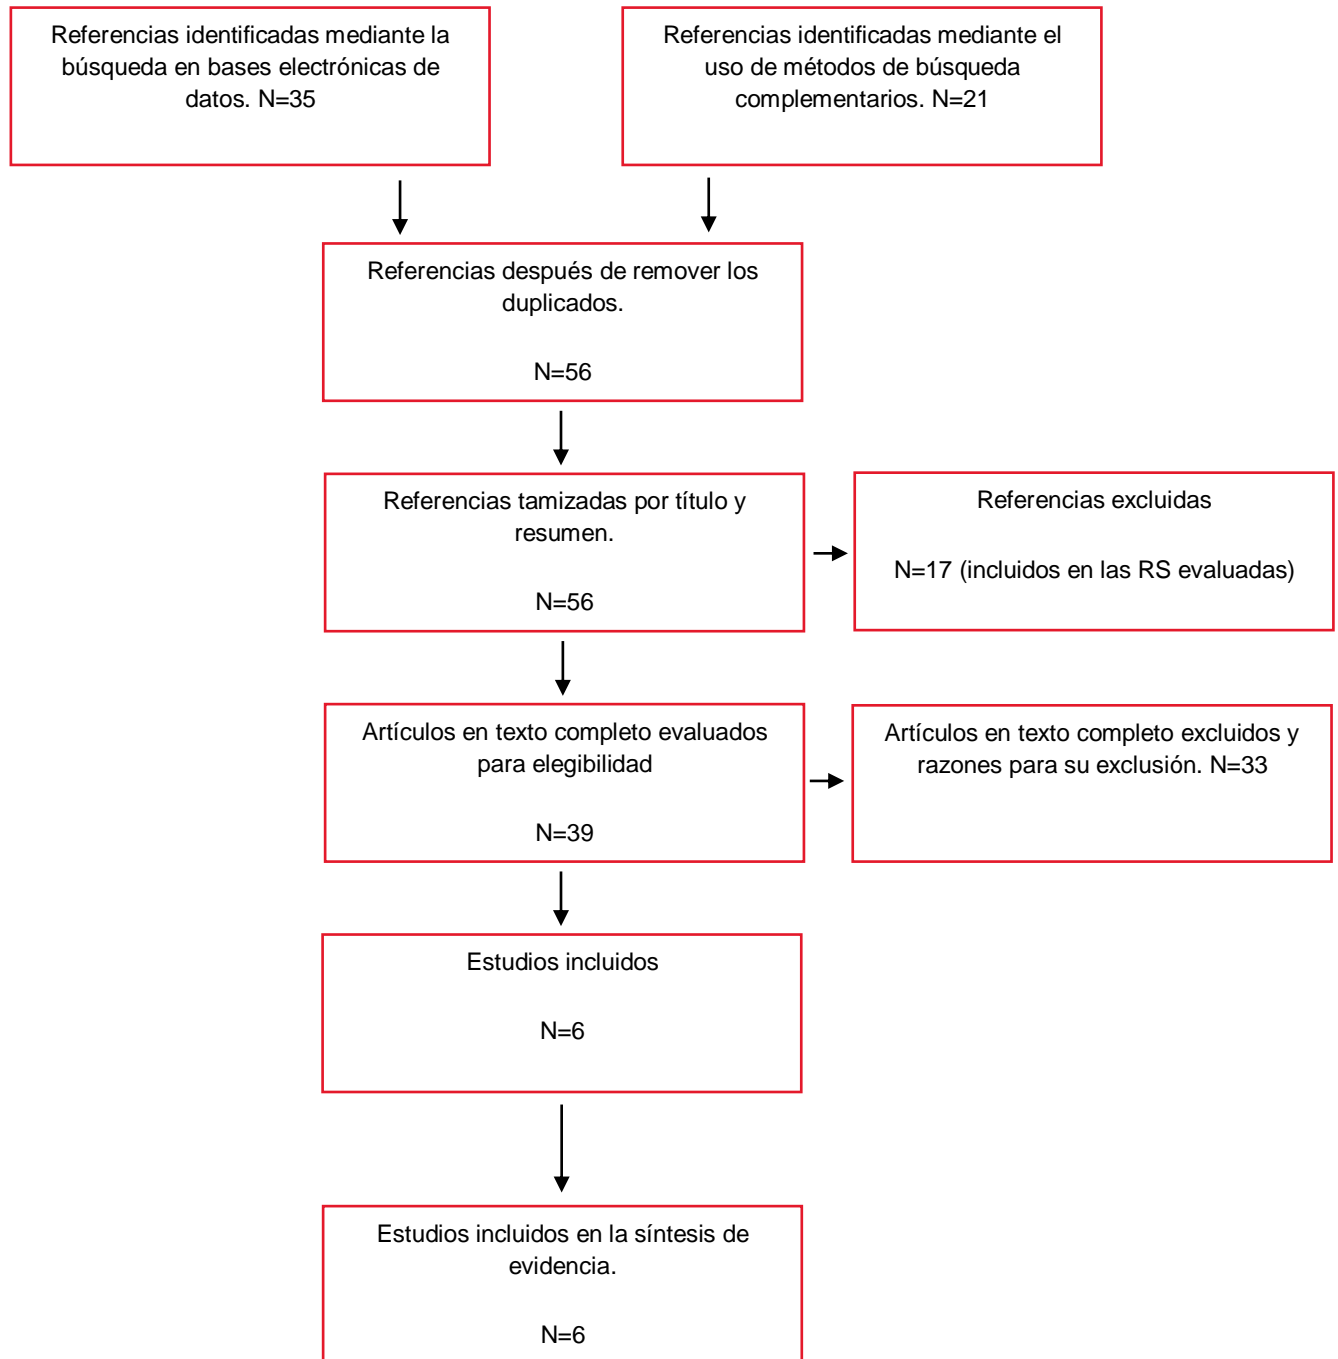 Referencias identificadas mediante la
búsqueda en bases electrónicas de
datos. N=35
Referencias identificadas mediante el
uso de métodos de búsqueda
complementarios. N=21
Referencias después de remover los
duplicados.
N=56
Referencias tamizadas por título y
resumen.
N=56
Referencias excluidas
N=17 (incluidos en las RS evaluadas)
Artículos en texto completo evaluados
para elegibilidad
N=39
Artículos en texto completo excluidos y
razones para su exclusión. N=33
Estudios incluidos
N=6
Estudios incluidos en la síntesis de
evidencia.
N=6